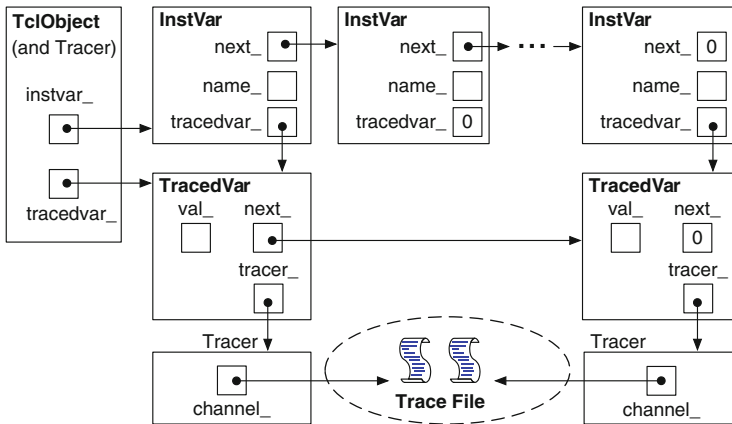 TclObject
(and Tracer)
instvar_
tracedvar_
InstVar
next_
name_
tracedvar_
InstVar
next_
name_
tracedvar_ 0
...
InstVar
next_ 0
name_
tracedvar_
TracedVar
val_ next_
tracer_
TracedVar
val_ next_
0
tracer_
Tracer
channel_
Trace File
Tracer
channel_